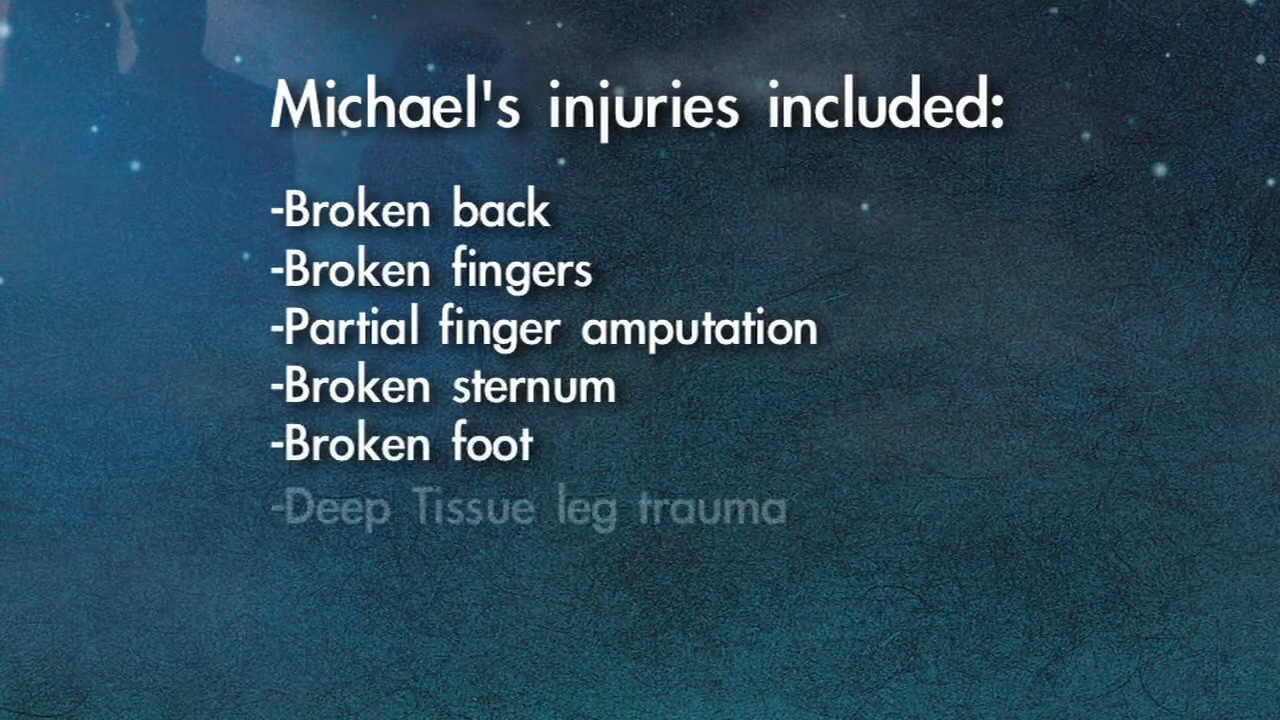 Michael's injuries included:
-Broken back
-Broken fingers
-Partial finger amputation
-Broken sternum
-Broken foot
-Deep Tissue leg trauma